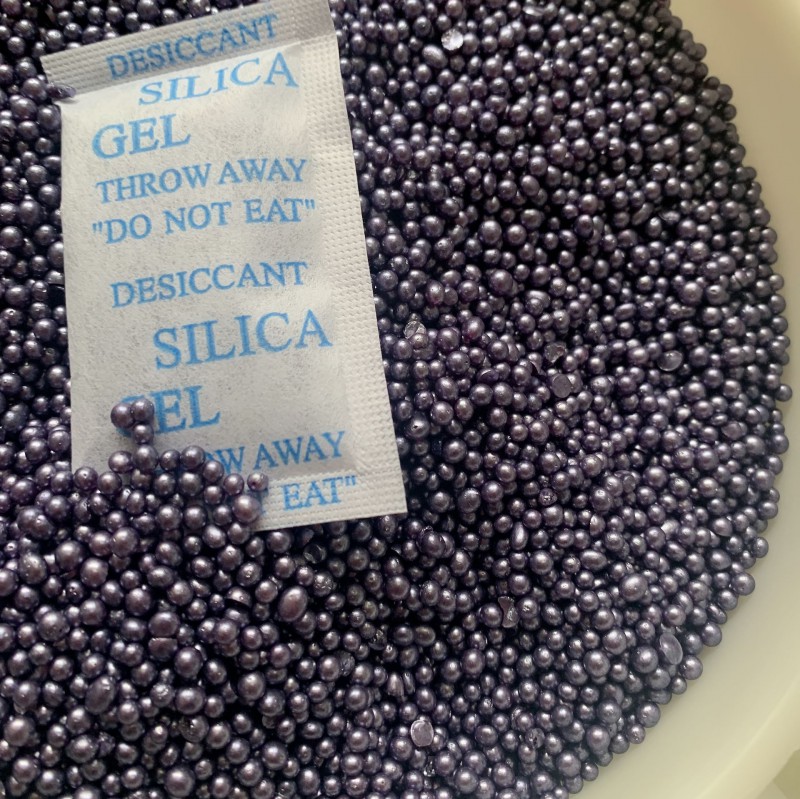 DESICCANT
SILICA
GEL
THROW AWAY
"DO NOT EAT"
DESICCANT
SILICA
GEL
AWAY
EAT"